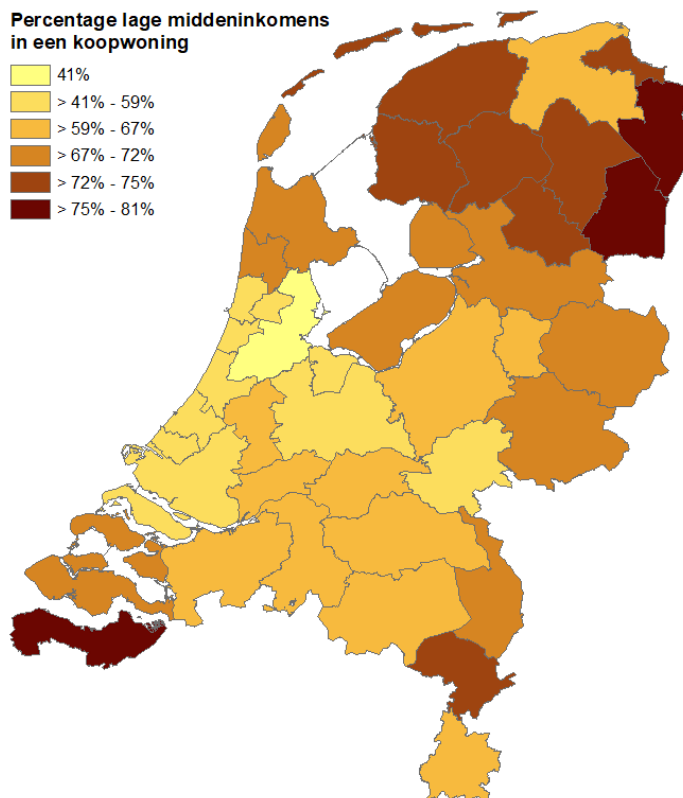 Percentage lage middeninkomens
in een koopwoning
41%
> 41% - 59%
> 59% - 67%
> 67% - 72%
> 72% - 75%
> 75% - 81%